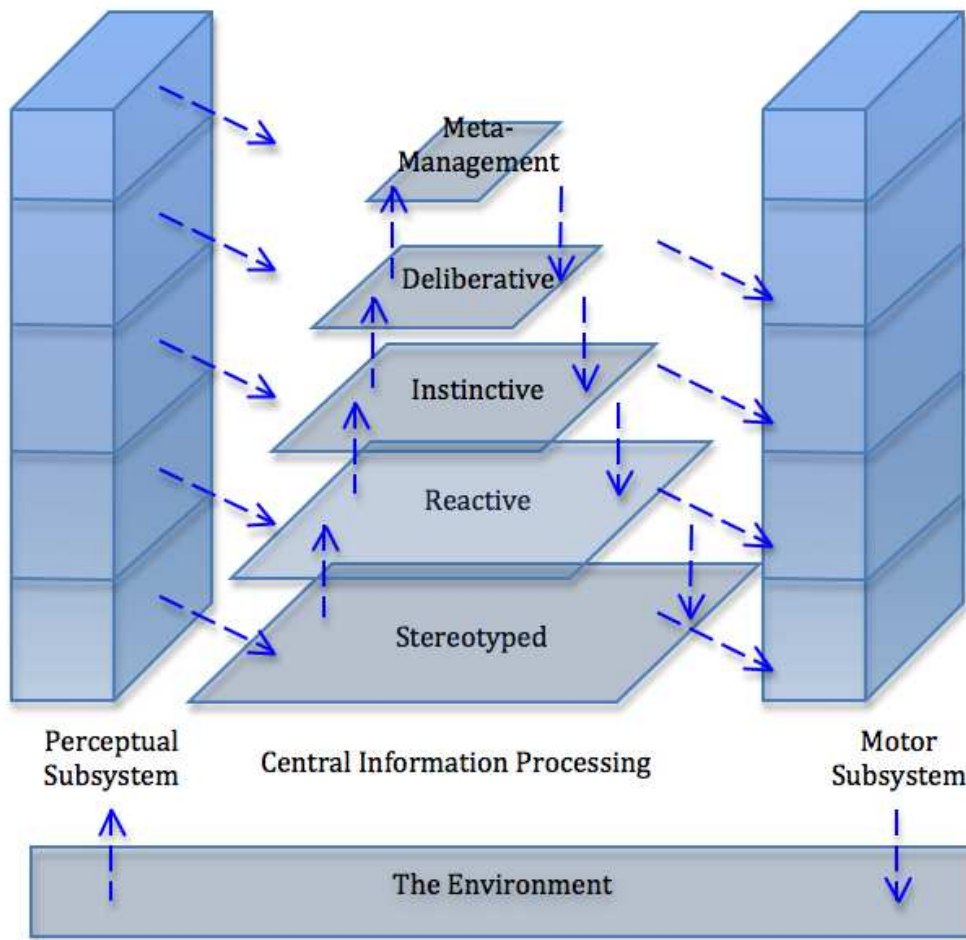 Meta-
Management
Deliberative
Instinctive
Reactive
Stereotyped
Perceptual
Subsystem
Central Information Processing
Motor
Subsystem
The Environment